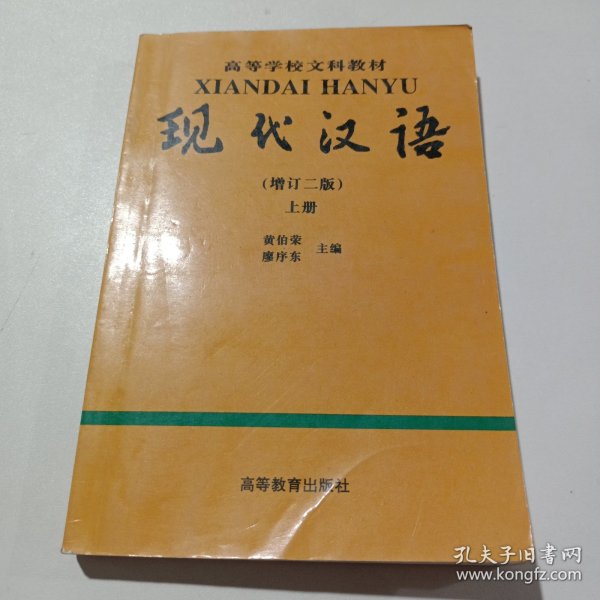 高等学校文科教材
XIANDAI HANYU
现代汉语
(增订二版)
上册
黄伯荣
廖序东
主编
高等教育出版社
孔夫子旧书网
www.kongfz.com